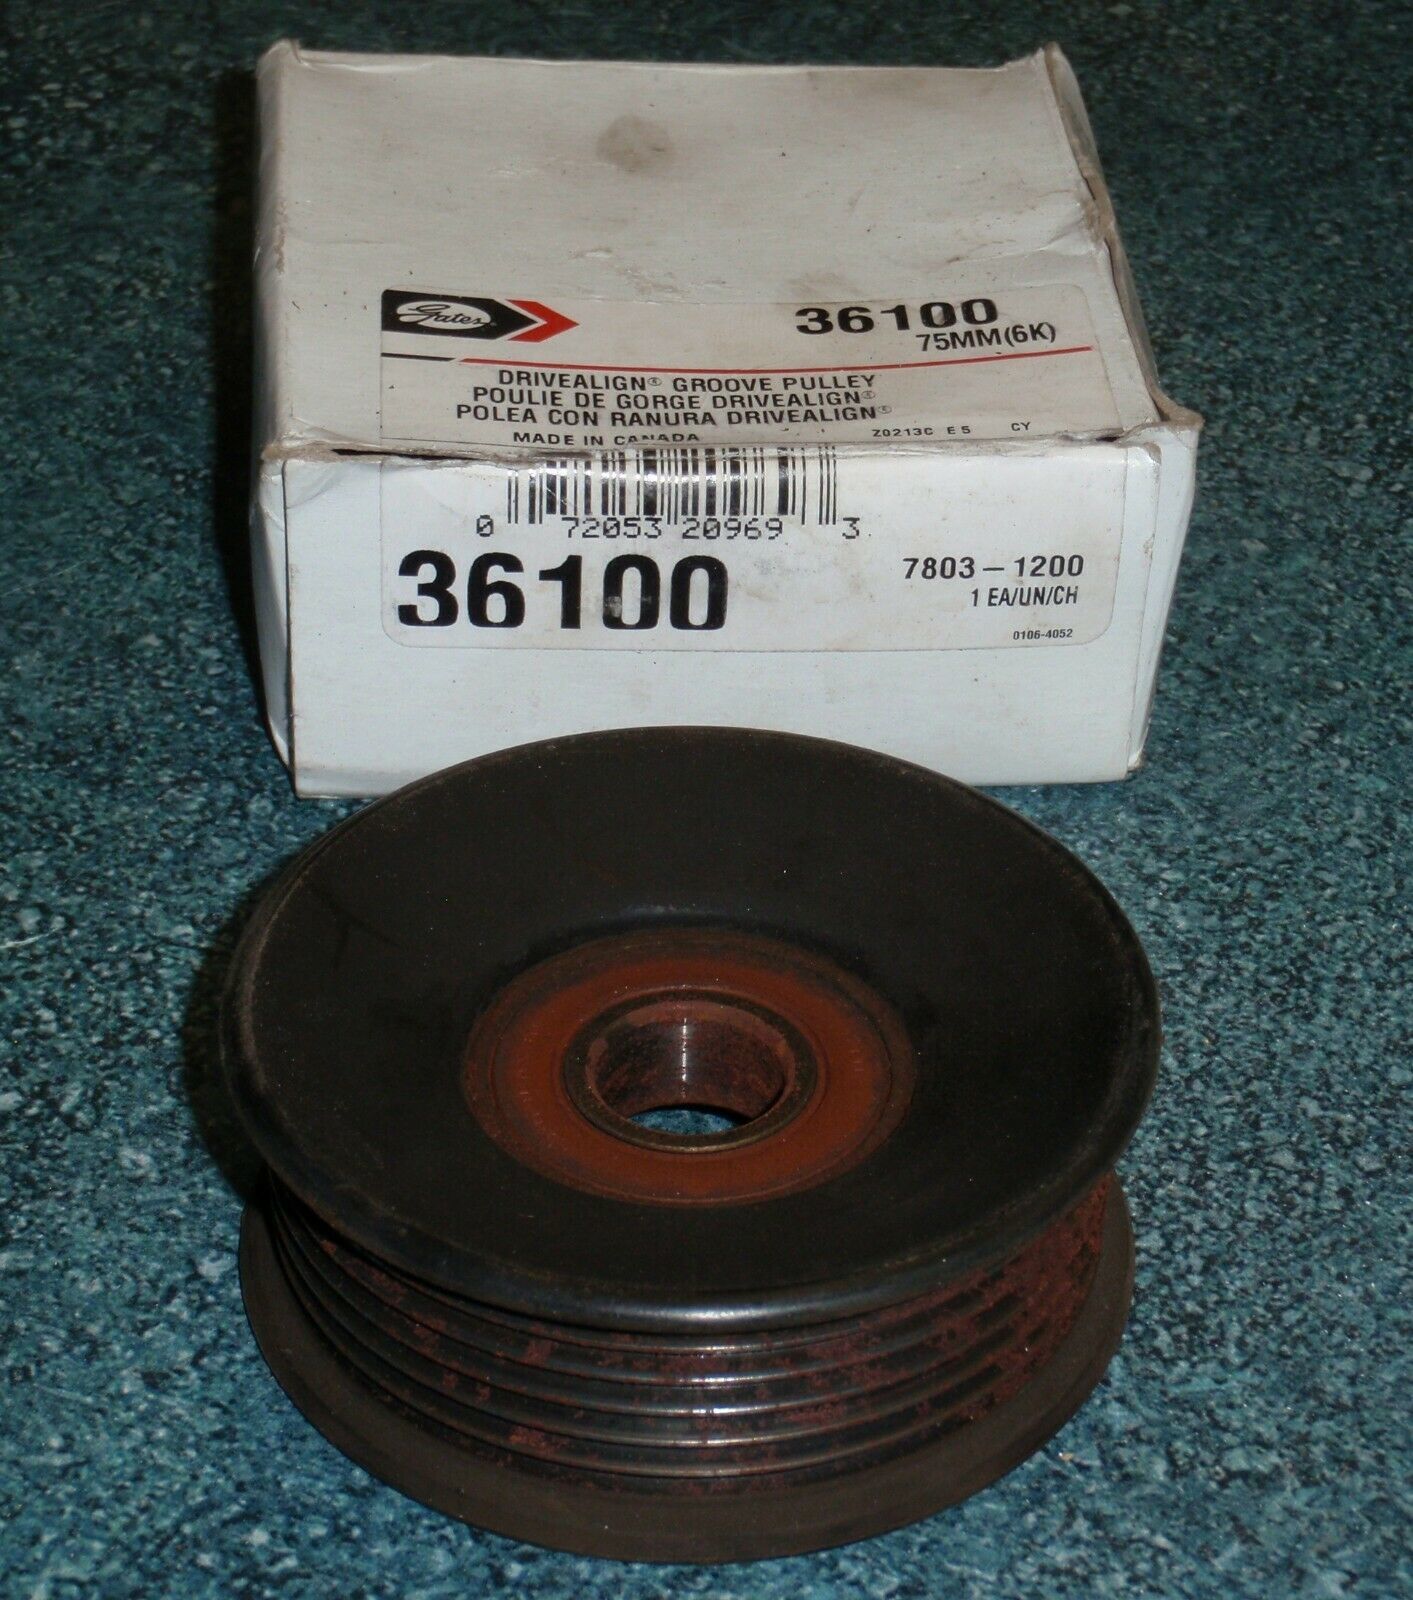 Gates
36100
75MM(6K)
DRIVEALIGN® GROOVE PULLEY
POULIE DE GORGE DRIVEALIGN®
POLEA CON RANURA DRIVEALIGN®
MADE IN CANADA
Z0213C E5 CY
0 72053 20969 3
36100
7803-1200
1 EA/UN/CH
0106-4052